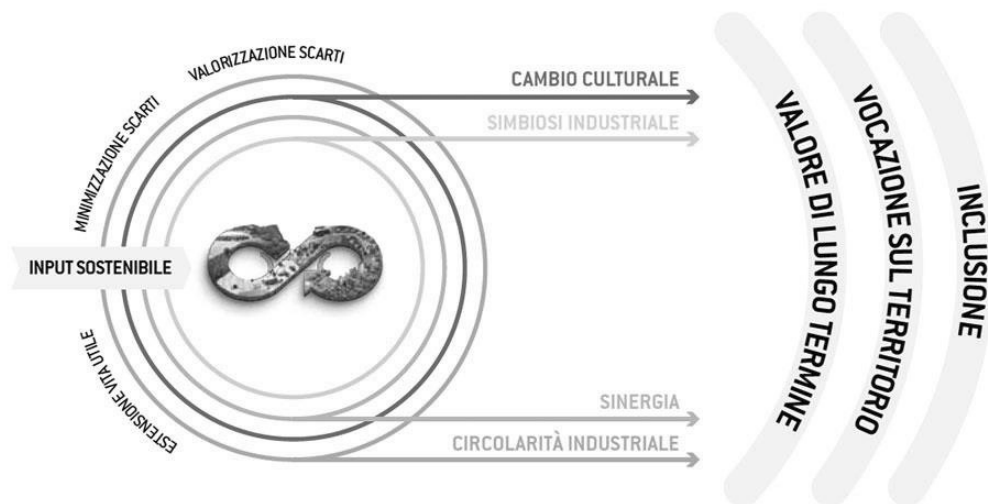 VALORIZZAZIONE SCARTI
MINIMIZZAZIONE SCARTI
INPUT SOSTENIBILE
ESTENSIONE VITA UTILE
CAMBIO CULTURALE
SIMBIOSI INDUSTRIALE
SINERGIA
CIRCOLARITÀ INDUSTRIALE
VALORE DI LUNGO TERMINE
VOCAZIONE SUL TERRITORIO
INCLUSIONE